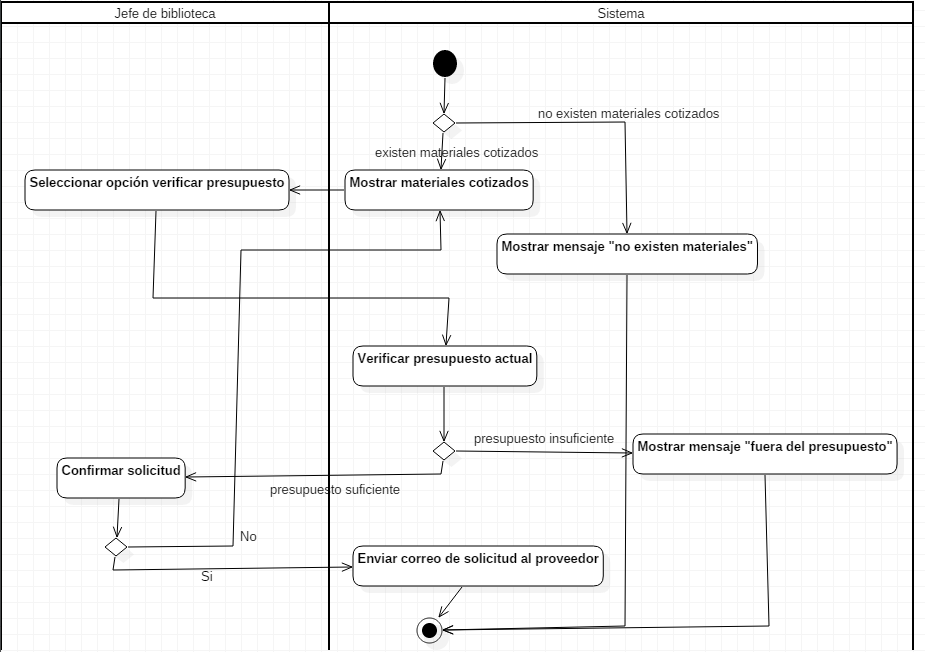 Jefe de biblioteca
Sistema
no existen materiales cotizados
existen materiales cotizados
Seleccionar opción verificar presupuesto
Mostrar materiales cotizados
Mostrar mensaje "no existen materiales"
Verificar presupuesto actual
presupuesto insuficiente
Mostrar mensaje "fuera del presupuesto"
Confirmar solicitud
presupuesto suficiente
No
Enviar correo de solicitud al proveedor
Si